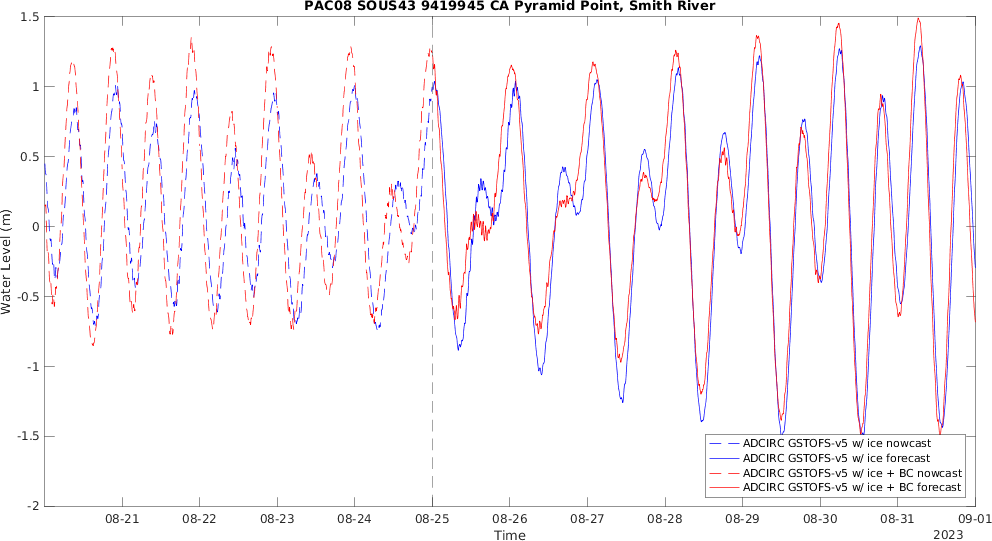 PAC08 SOUS43 9419945 CA Pyramid Point, Smith River
1.5
1
0.5
0
-0.5
-1
-1.5
-2
Water Level (m)
ADCIRC GSTOFS-v5 w/ ice nowcast
ADCIRC GSTOFS-v5 w/ ice forecast
ADCIRC GSTOFS-v5 w/ ice + BC nowcast
ADCIRC GSTOFS-v5 w/ ice + BC forecast
08-21 08-22 08-23 08-24 08-25 08-26 08-27 08-28 08-29 08-30 08-31 09-01
Time
2023